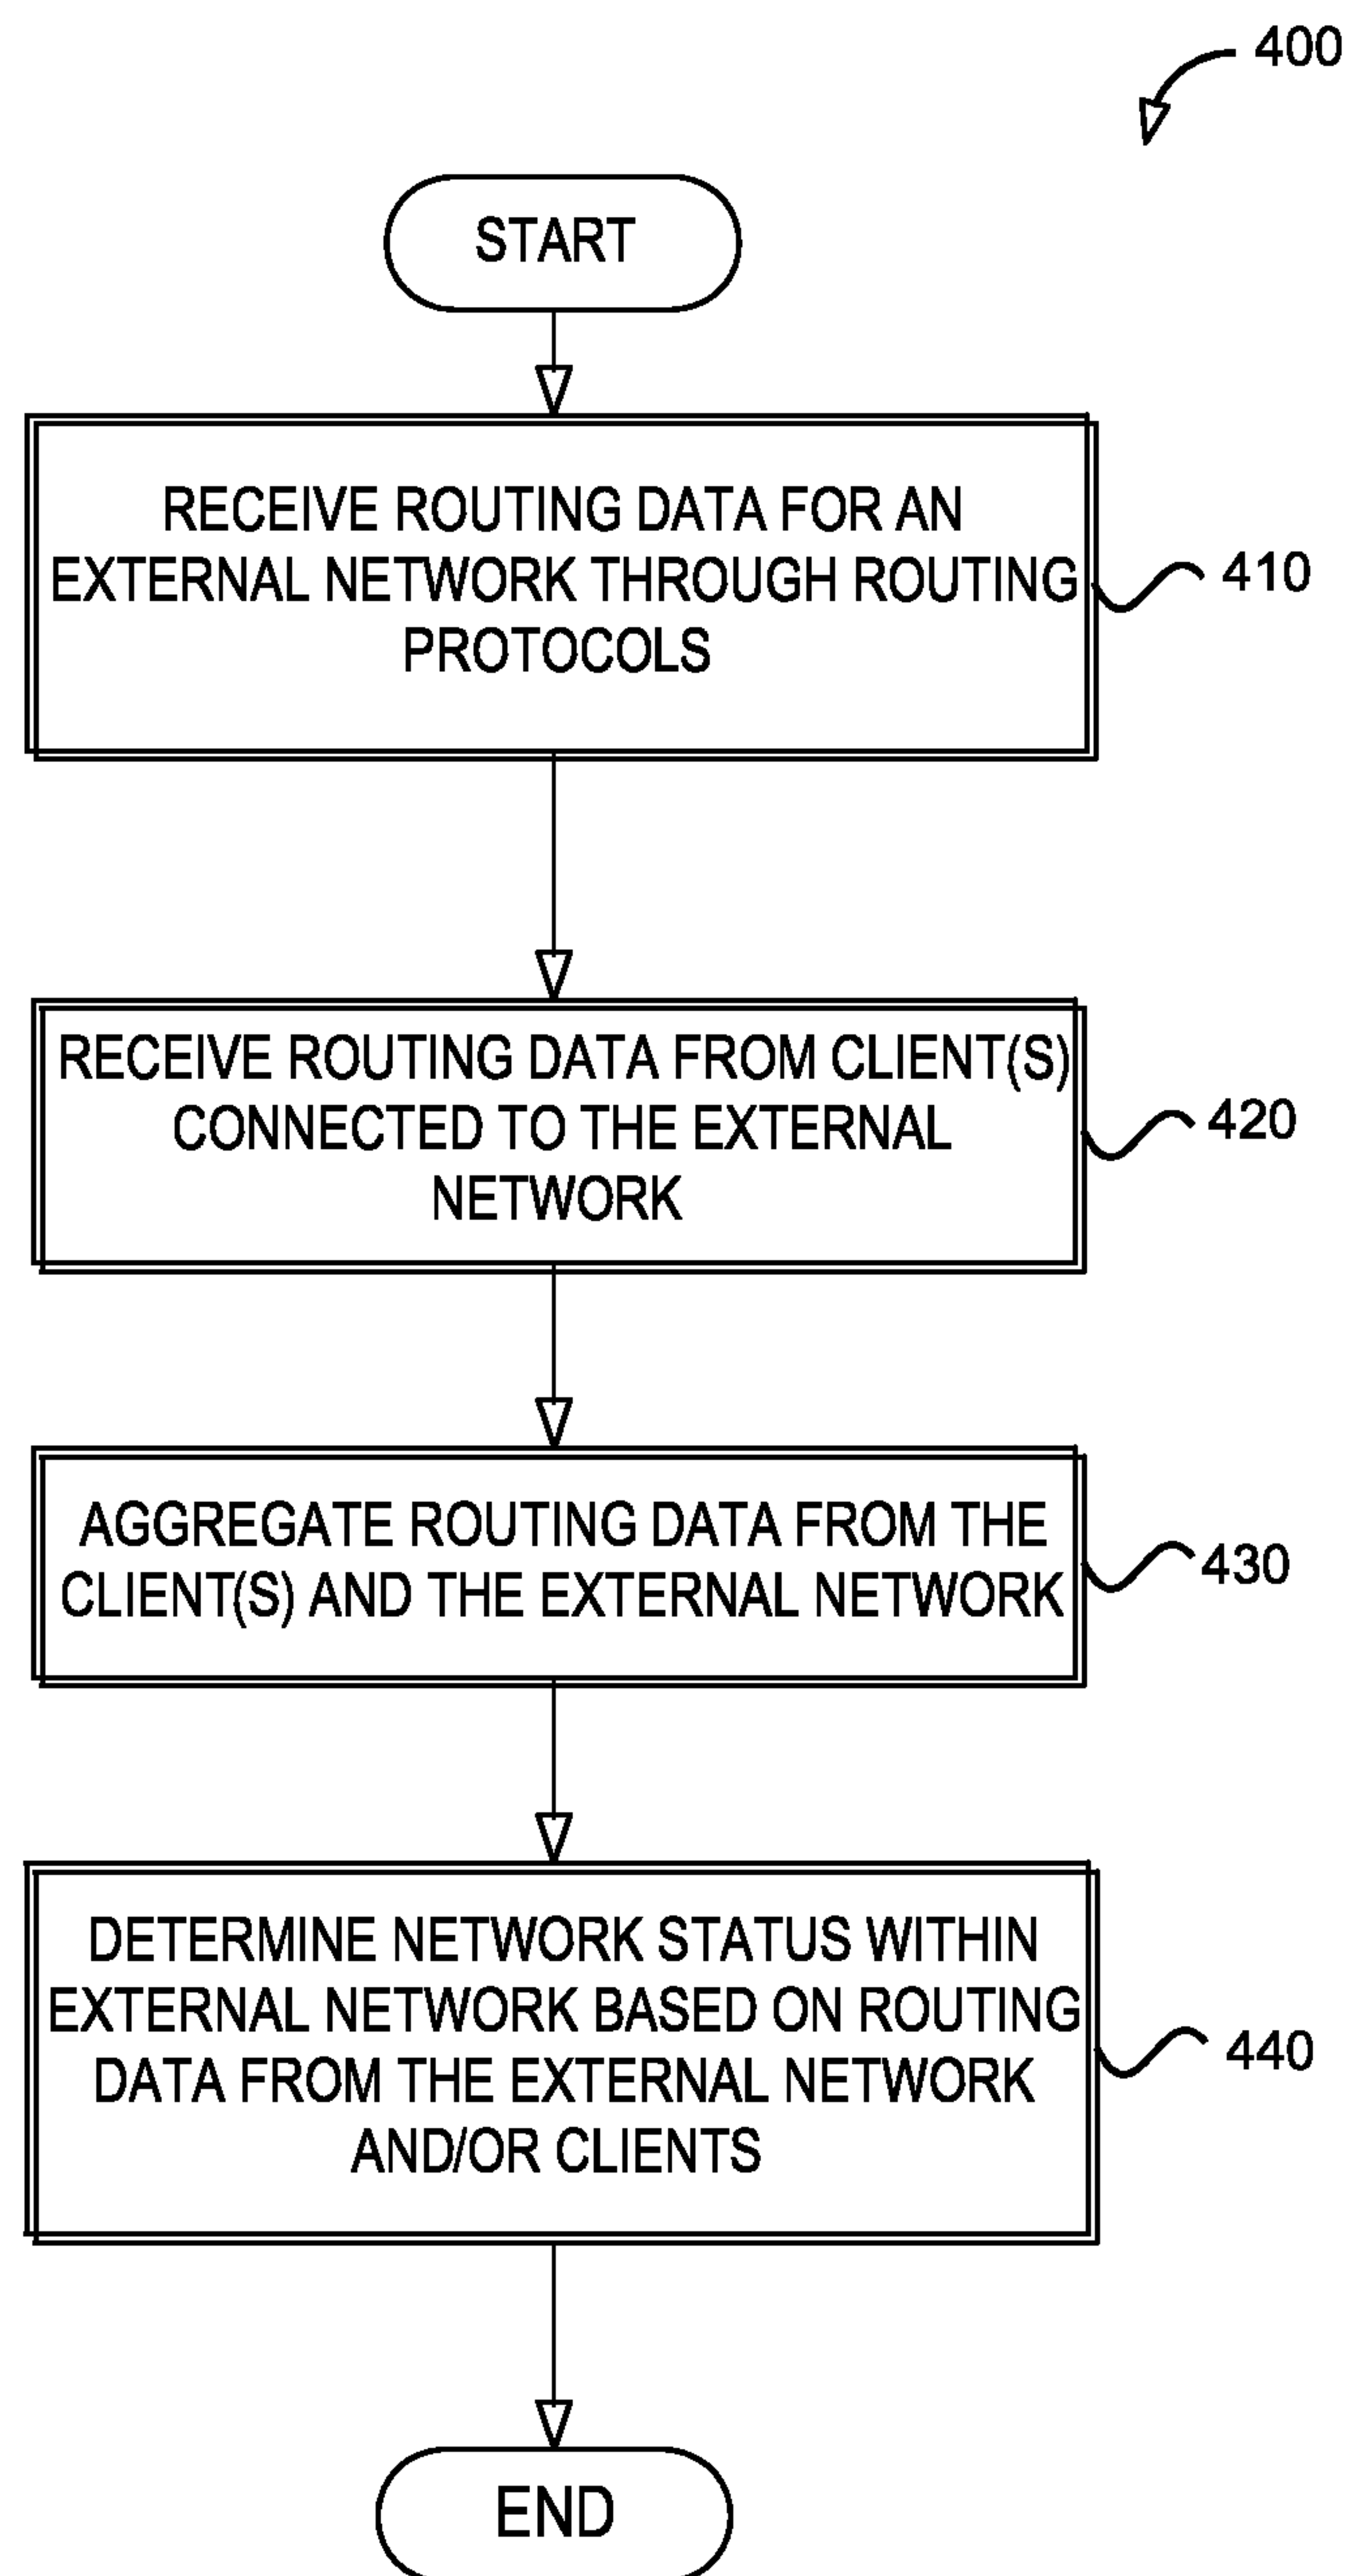 400
START
RECEIVE ROUTING DATA FOR AN
EXTERNAL NETWORK THROUGH ROUTING
PROTOCOLS
410
RECEIVE ROUTING DATA FROM CLIENT(S)
CONNECTED TO THE EXTERNAL
NETWORK
420
AGGREGATE ROUTING DATA FROM THE
CLIENT(S) AND THE EXTERNAL NETWORK
430
DETERMINE NETWORK STATUS WITHIN
EXTERNAL NETWORK BASED ON ROUTING
DATA FROM THE EXTERNAL NETWORK
AND/OR CLIENTS
440
END